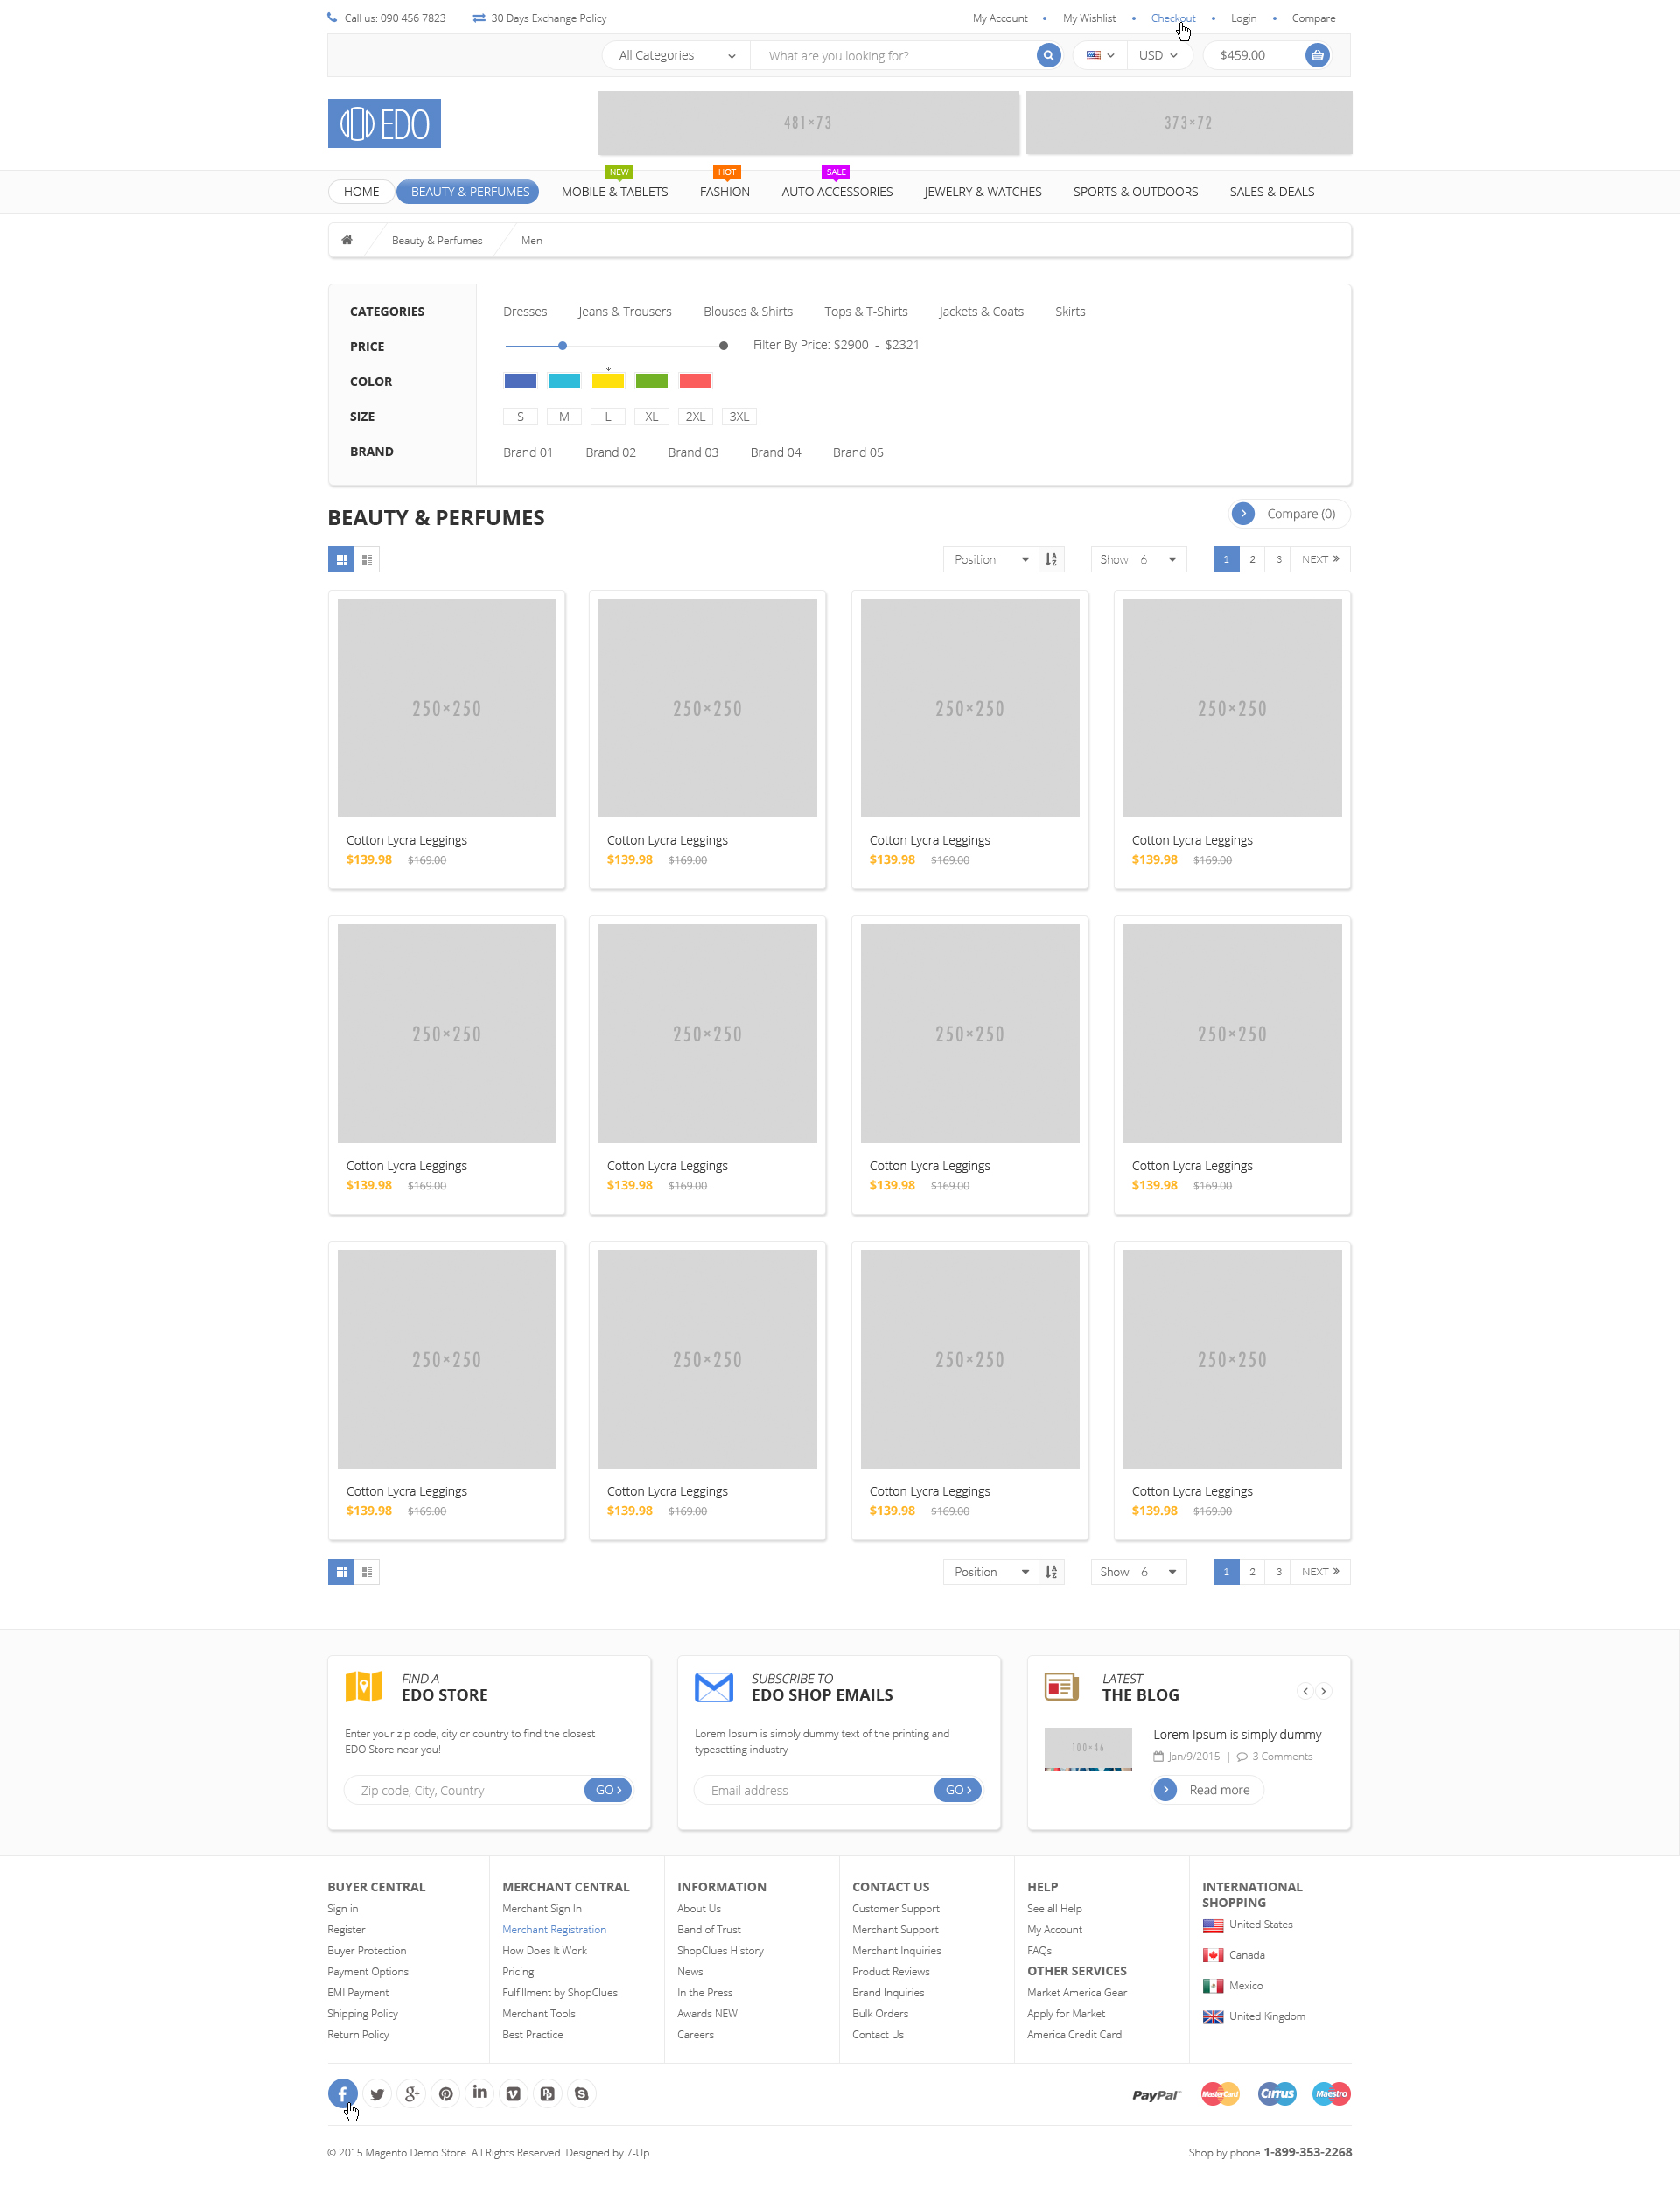 Call us: 090 456 7823 30 Days Exchange Policy My Account My Wishlist Checkout Login Compare
All Categories What are you looking for? USD $459.00
EDO 481×73 373×72
NEW HOT SALE
HOME BEAUTY & PERFUMES MOBILE & TABLETS FASHION AUTO ACCESSORIES JEWELRY & WATCHES SPORTS & OUTDOORS SALES & DEALS
Beauty & Perfumes Men
CATEGORIES Dresses Jeans & Trousers Blouses & Shirts Tops & T-Shirts Jackets & Coats Skirts
PRICE Filter By Price: $2900 - $2321
COLOR
SIZE S M L XL 2XL 3XL
BRAND Brand 01 Brand 02 Brand 03 Brand 04 Brand 05
BEAUTY & PERFUMES Compare (0)
Position Show 6 1 2 3 NEXT »
250×250 250×250 250×250 250×250
Cotton Lycra Leggings Cotton Lycra Leggings Cotton Lycra Leggings Cotton Lycra Leggings
$139.98 $169.00 $139.98 $169.00 $139.98 $169.00 $139.98 $169.00
250×250 250×250 250×250 250×250
Cotton Lycra Leggings Cotton Lycra Leggings Cotton Lycra Leggings Cotton Lycra Leggings
$139.98 $169.00 $139.98 $169.00 $139.98 $169.00 $139.98 $169.00
250×250 250×250 250×250 250×250
Cotton Lycra Leggings Cotton Lycra Leggings Cotton Lycra Leggings Cotton Lycra Leggings
$139.98 $169.00 $139.98 $169.00 $139.98 $169.00 $139.98 $169.00
Position Show 6 1 2 3 NEXT »
FIND A
EDO STORE
Enter your zip code, city or country to find the closest
EDO Store near you!
Zip code, City, Country GO
SUBSCRIBE TO
EDO SHOP EMAILS
Lorem Ipsum is simply dummy text of the printing and
typesetting industry
Email address GO
LATEST
THE BLOG
100×46
Lorem Ipsum is simply dummy
Jan/9/2015 | 3 Comments
Read more
BUYER CENTRAL
Sign in
Register
Buyer Protection
Payment Options
EMI Payment
Shipping Policy
Return Policy
MERCHANT CENTRAL
Merchant Sign In
Merchant Registration
How Does It Work
Pricing
Fulfillment by ShopClues
Merchant Tools
Best Practice
INFORMATION
About Us
Band of Trust
ShopClues History
News
In the Press
Awards NEW
Careers
CONTACT US
Customer Support
Merchant Support
Merchant Inquiries
Product Reviews
Brand Inquiries
Bulk Orders
Contact Us
HELP
See all Help
My Account
FAQs
OTHER SERVICES
Market America Gear
Apply for Market
America Credit Card
INTERNATIONAL
SHOPPING
United States
Canada
Mexico
United Kingdom
PayPal MasterCard Cirrus Maestro
© 2015 Magento Demo Store. All Rights Reserved. Designed by 7-Up Shop by phone 1-899-353-2268